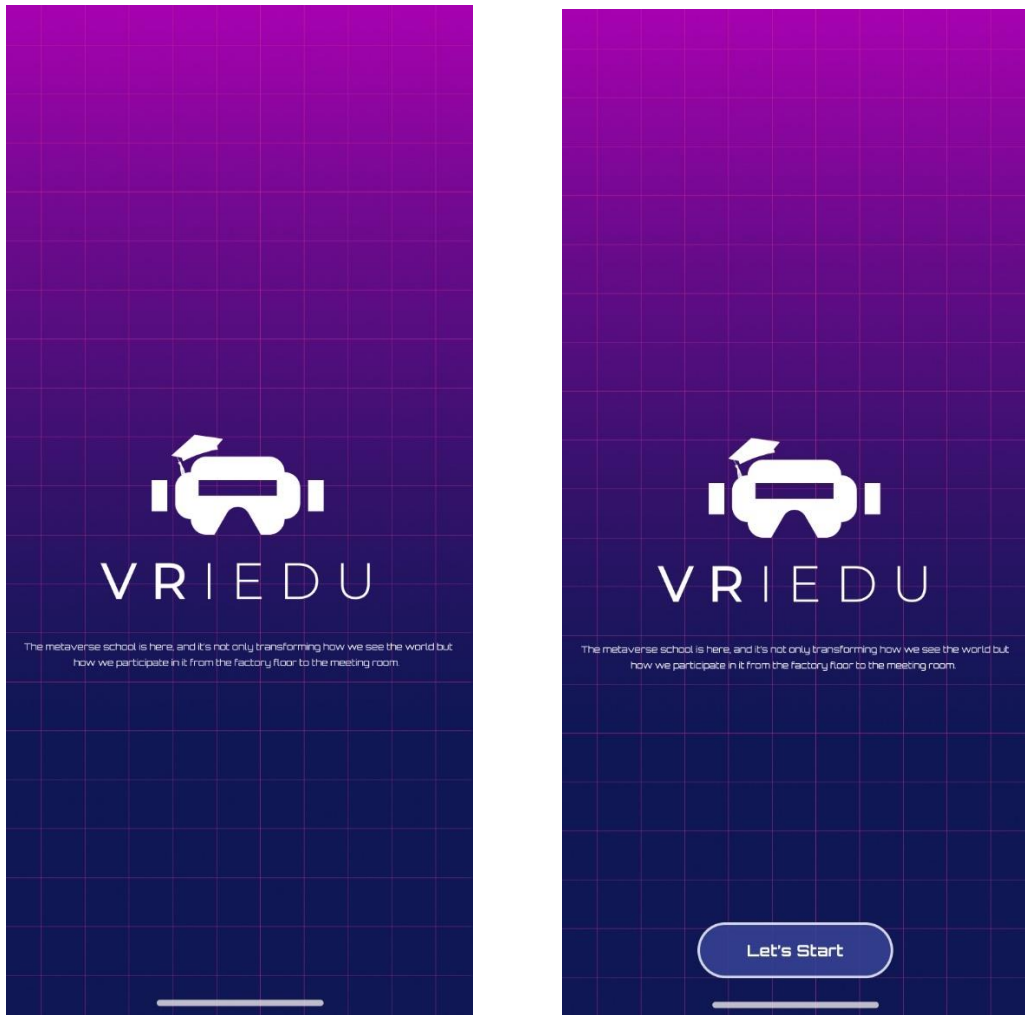 VRIEDU
The metaverse school is here, and it's not only transforming how we see the world but
how we participate in it from the factory floor to the meeting room.
VRIEDU
The metaverse school is here, and it's not only transforming how we see the world but
how we participate in it from the factory floor to the meeting room.
Let's Start